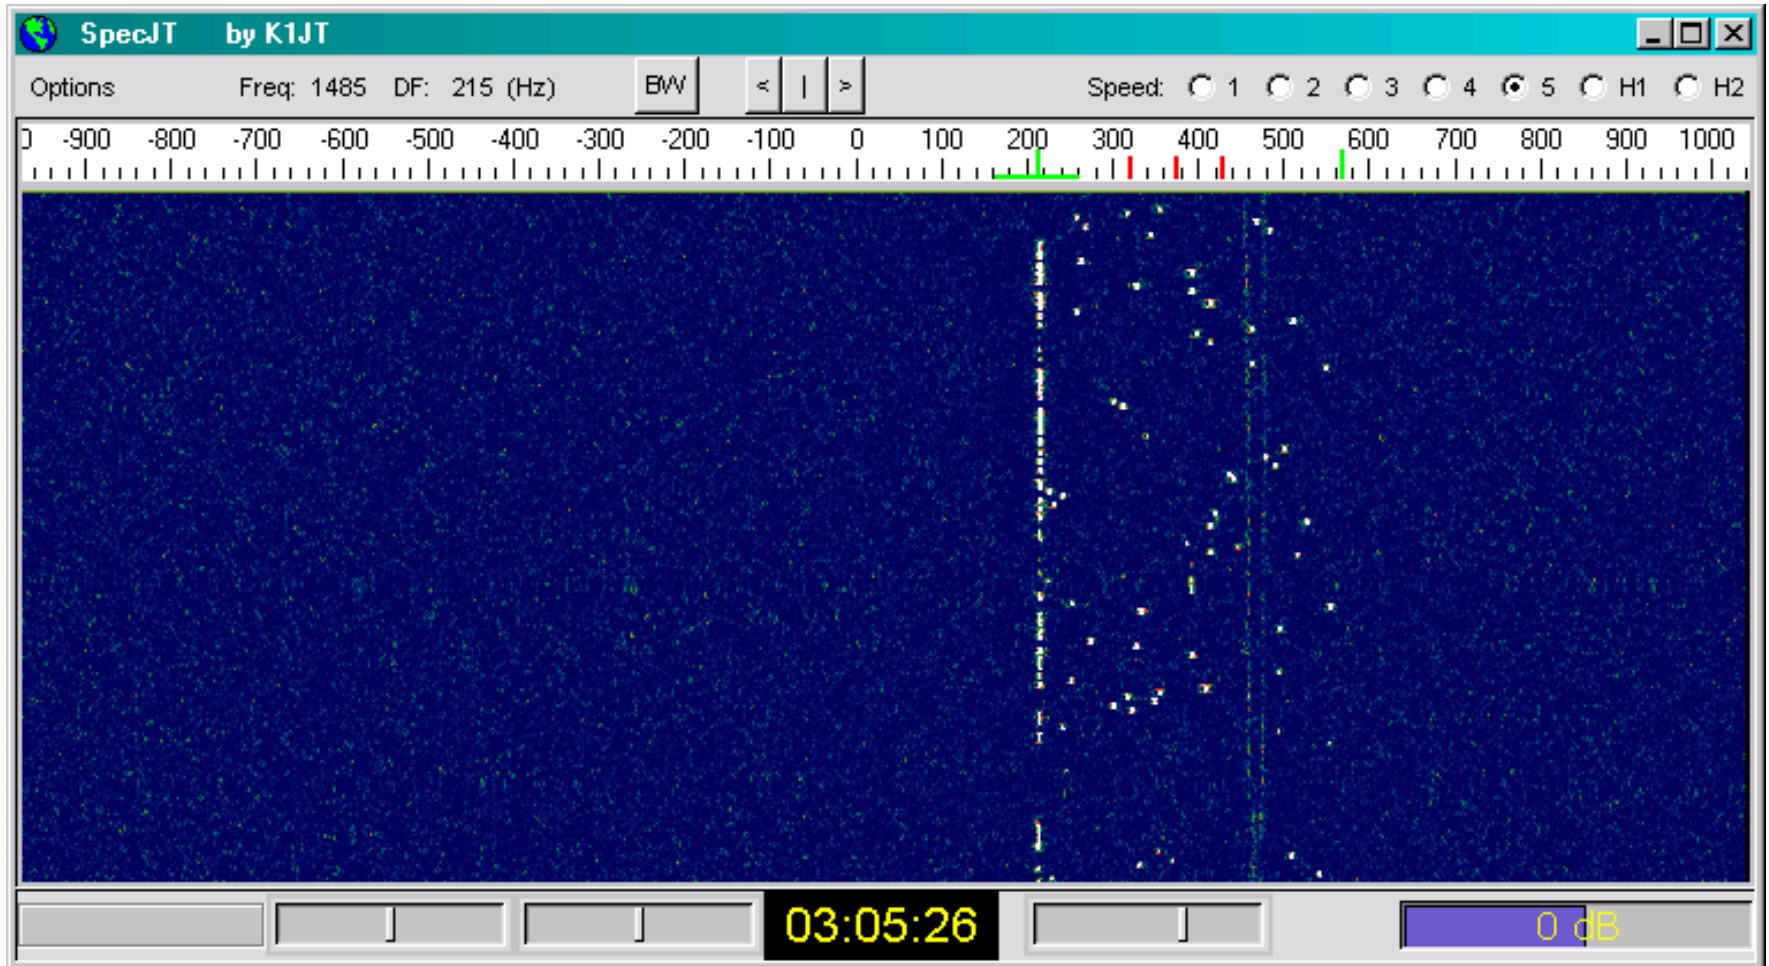 SpecJT by K1JT
Options Freq: 1485 DF: 215 (Hz) BW < | > Speed: 1 2 3 4 5 H1 H2
0 -900 -800 -700 -600 -500 -400 -300 -200 -100 0 100 200 300 400 500 600 700 800 900 1000
03:05:26 0 dB